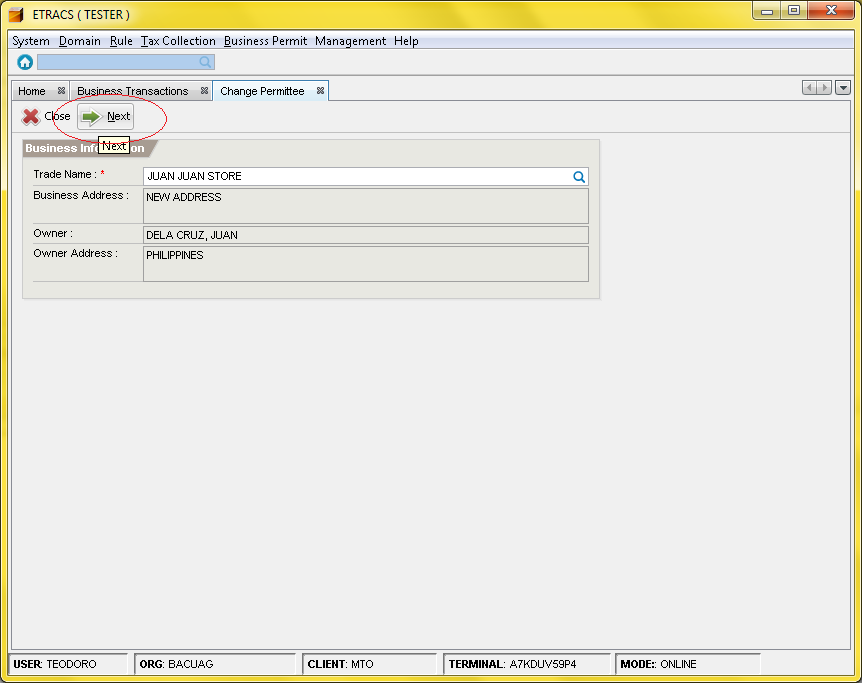 ETRACS ( TESTER )
System Domain Rule Tax Collection Business Permit Management Help
Home Business Transactions Change Permittee
Close Next
Next
Business Inf on
Trade Name : * JUAN JUAN STORE
Business Address : NEW ADDRESS
Owner : DELA CRUZ, JUAN
Owner Address : PHILIPPINES
USER: TEODORO ORG: BACUAG CLIENT: MTO TERMINAL: A7KDUV59P4 MODE:: ONLINE